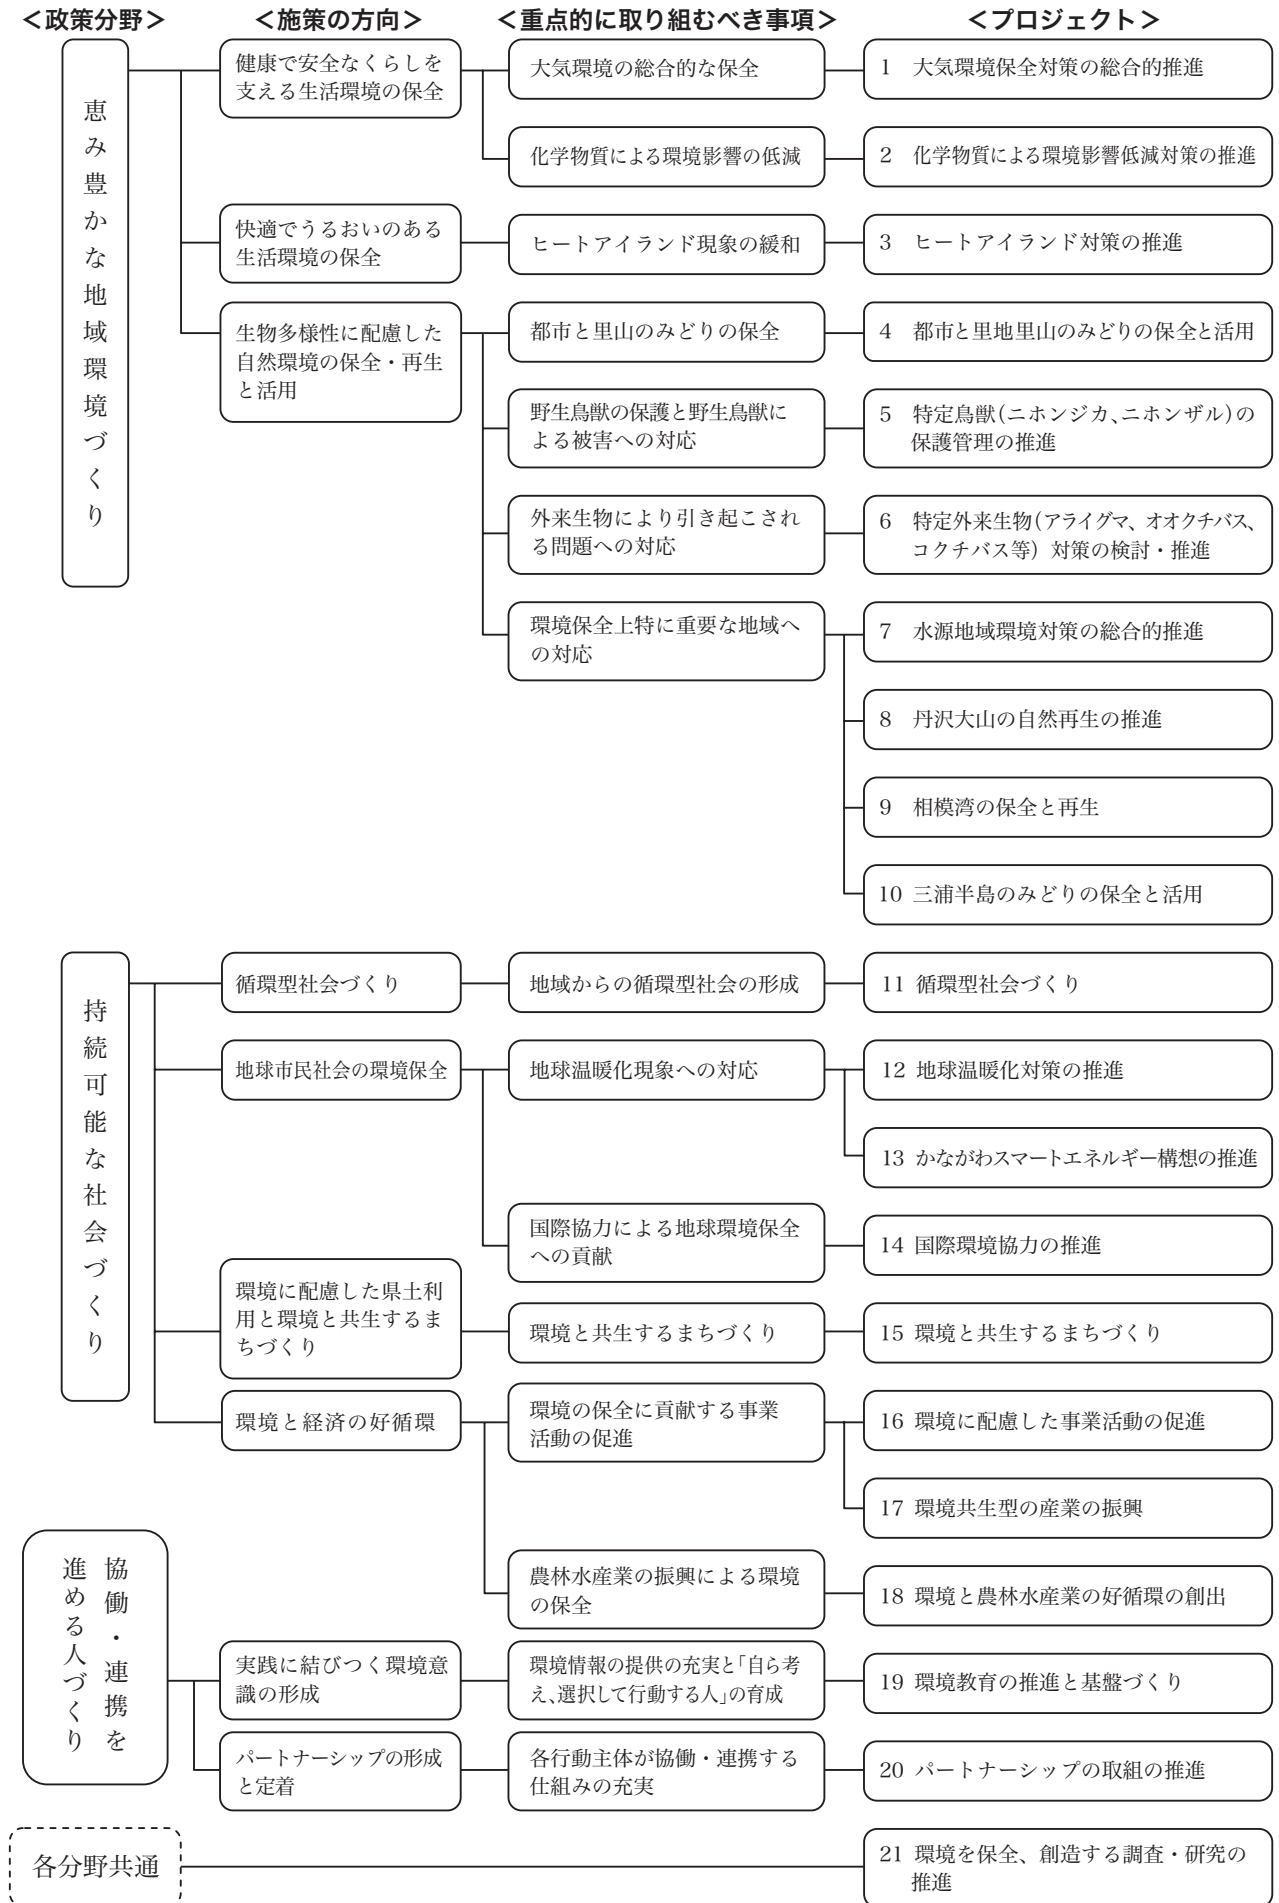 ＜政策分野＞
＜施策の方向＞
＜重点的に取り組むべき事項＞
＜プロジェクト＞
恵み豊かな地域環境づくり
健康で安全なくらしを
支える生活環境の保全
大気環境の総合的な保全
1 大気環境保全対策の総合的推進
化学物質による環境影響の低減
2 化学物質による環境影響低減対策の推進
快適でうるおいのある
生活環境の保全
ヒートアイランド現象の緩和
3 ヒートアイランド対策の推進
生物多様性に配慮した
自然環境の保全・再生
と活用
都市と里山のみどりの保全
4 都市と里地里山のみどりの保全と活用
野生鳥獣の保護と野生鳥獣に
よる被害への対応
5 特定鳥獣(ニホンジカ、ニホンザル)の
保護管理の推進
外来生物により引き起こされ
る問題への対応
6 特定外来生物(アライグマ、オオクチバス、
コクチバス等) 対策の検討・推進
環境保全上特に重要な地域へ
の対応
7 水源地域環境対策の総合的推進
8 丹沢大山の自然再生の推進
9 相模湾の保全と再生
10 三浦半島のみどりの保全と活用
持続可能な社会づくり
循環型社会づくり
地域からの循環型社会の形成
11 循環型社会づくり
地球市民社会の環境保全
地球温暖化現象への対応
12 地球温暖化対策の推進
13 かながわスマートエネルギー構想の推進
国際協力による地球環境保全
への貢献
14 国際環境協力の推進
環境に配慮した県土利
用と環境と共生するま
ちづくり
環境と共生するまちづくり
15 環境と共生するまちづくり
環境と経済の好循環
環境の保全に貢献する事業
活動の促進
16 環境に配慮した事業活動の促進
17 環境共生型の産業の振興
農林水産業の振興による環境
の保全
18 環境と農林水産業の好循環の創出
協働・連携を
進める人づくり
実践に結びつく環境意
識の形成
環境情報の提供の充実と「自ら考
え、選択して行動する人」の育成
19 環境教育の推進と基盤づくり
パートナーシップの形成
と定着
各行動主体が協働・連携する
仕組みの充実
20 パートナーシップの取組の推進
各分野共通
21 環境を保全、創造する調査・研究の
推進